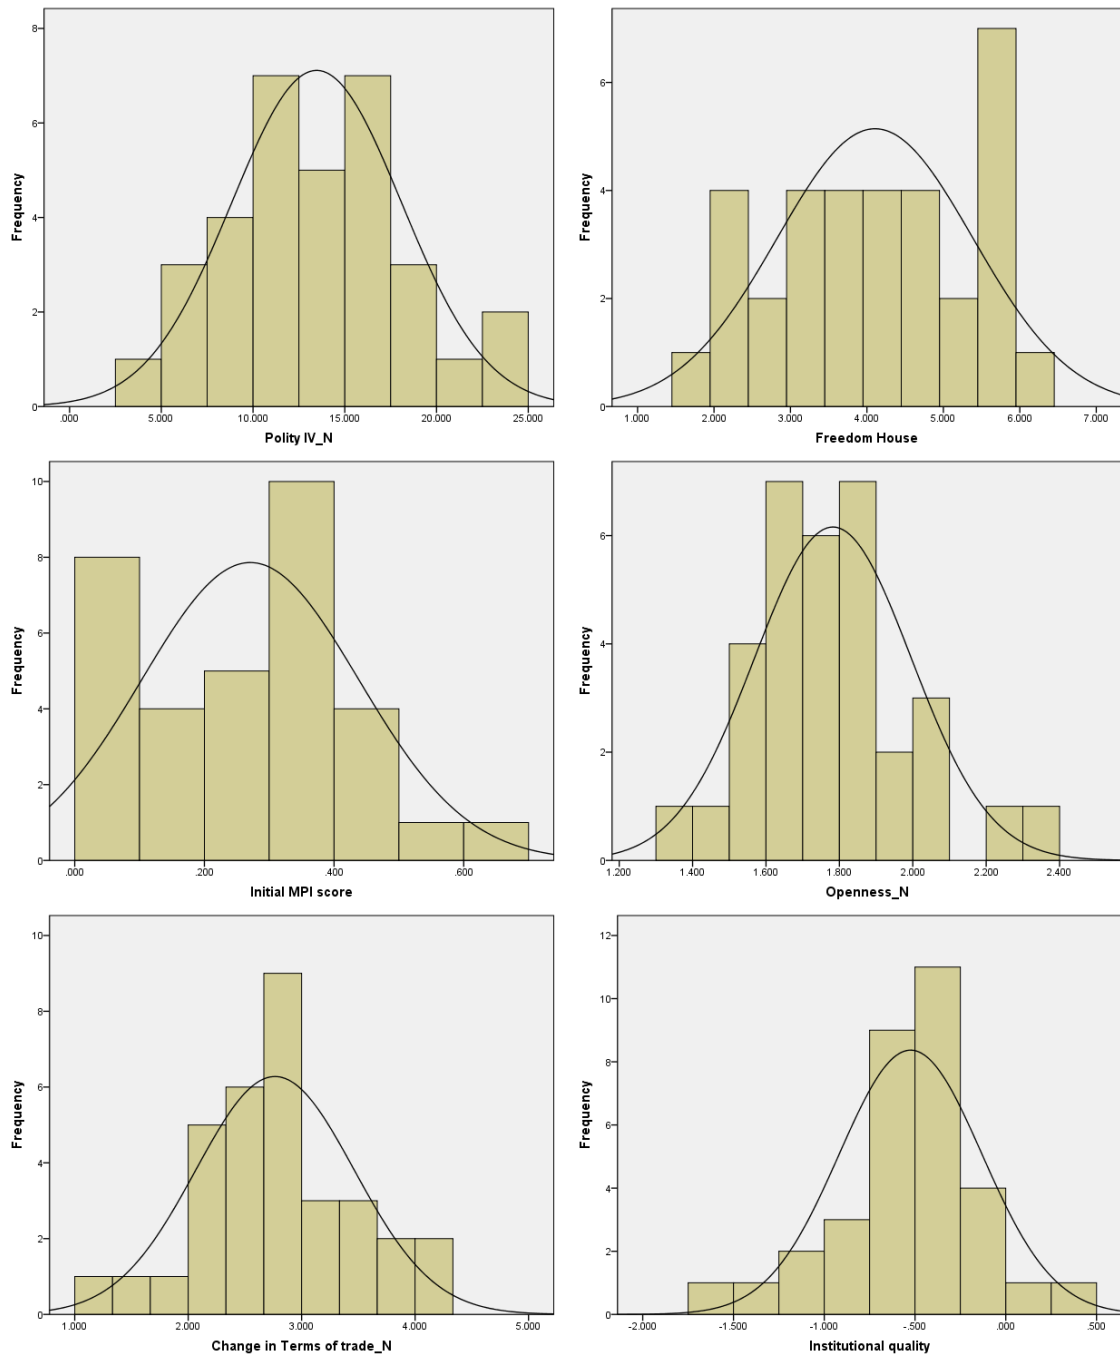 8
6
4
2
0
Frequency
.000 5.000 10.000 15.000 20.000 25.000
Polity IV_N
6
4
2
0
Frequency
1.000 2.000 3.000 4.000 5.000 6.000 7.000
Freedom House
10
8
6
4
2
0
Frequency
.000 .200 .400 .600
Initial MPI score
6
4
2
0
Frequency
1.200 1.400 1.600 1.800 2.000 2.200 2.400
Openness_N
10
8
6
4
2
0
Frequency
1.000 2.000 3.000 4.000 5.000
Change in Terms of trade_N
12
10
8
6
4
2
0
Frequency
-2.000 -1.500 -1.000 -.500 .000 .500
Institutional quality